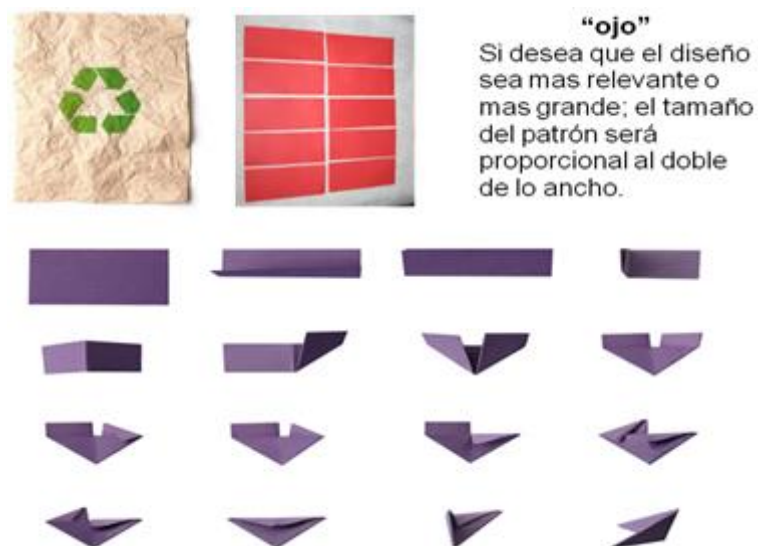 “ojo”
Si desea que el diseño
sea mas relevante o
mas grande; el tamaño
del patrón será
proporcional al doble
de lo ancho.